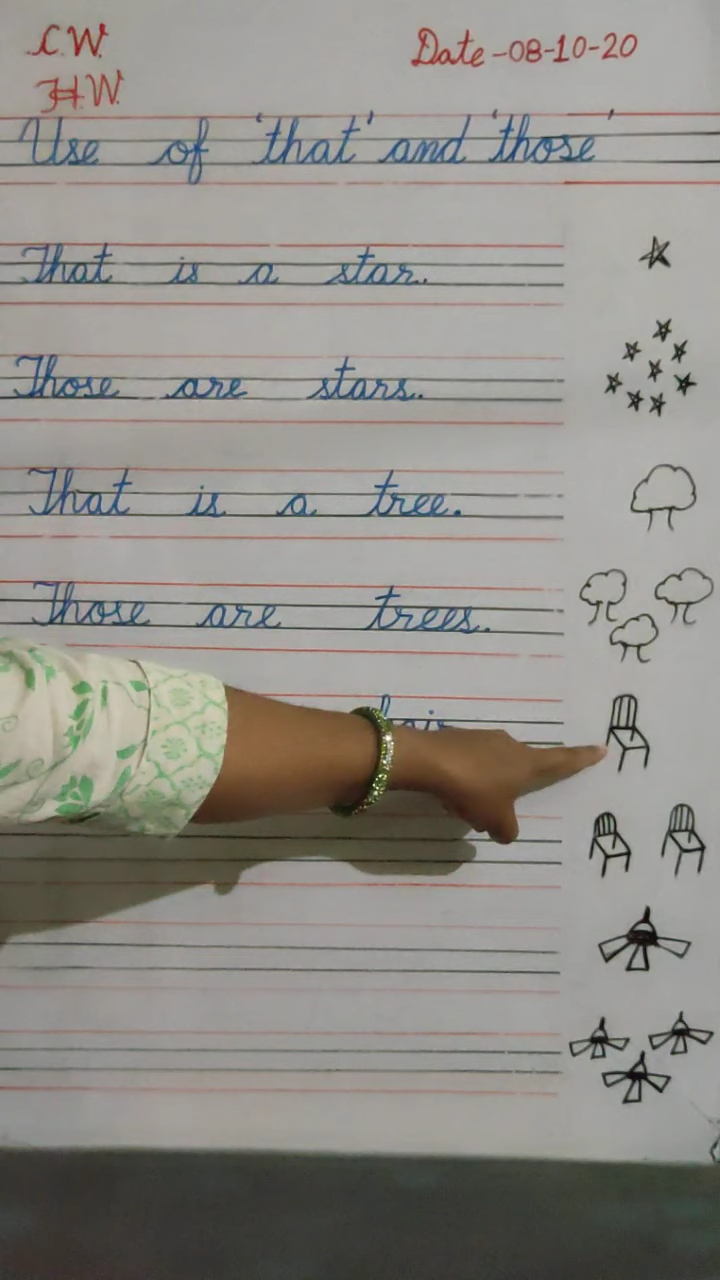 C.W.
H.W.
Date-08-10-20
Use of 'that' and 'those'
That is a star.
Those are stars.
That is a tree.
Those are trees.